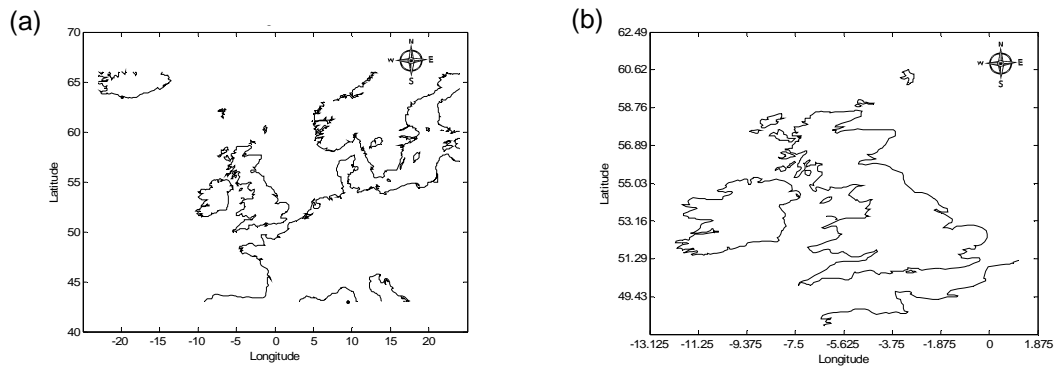 (a)
70
65
60
55
50
45
40
Latitude
-20
-15
-10
-5
0
5
10
15
20
Longitude
N
W
E
S
(b)
62.49
60.62
58.76
56.89
55.03
53.16
51.29
49.43
Latitude
-13.125
-11.25
-9.375
-7.5
-5.625
-3.75
-1.875
0
1.875
Longitude
N
W
E
S